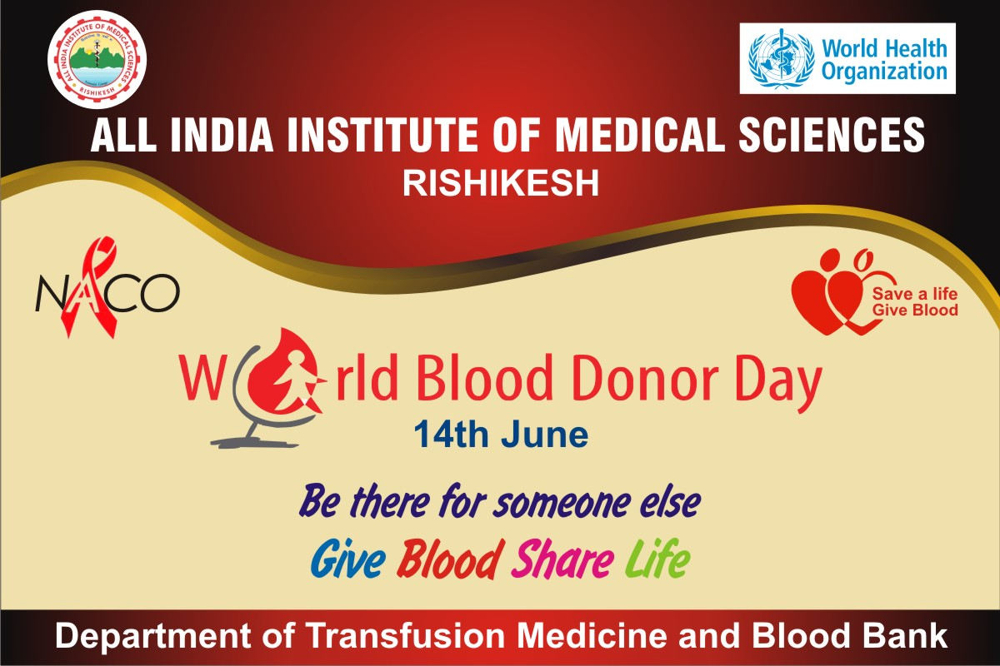 ALL INDIA INSTITUTE OF MEDICAL SCIENCES
RISHIKESH
World Health
Organization
ALL INDIA INSTITUTE OF MEDICAL SCIENCES
RISHIKESH
NACO
Save a life
Give Blood
World Blood Donor Day
14th June
Be there for someone else
Give Blood Share Life
Department of Transfusion Medicine and Blood Bank